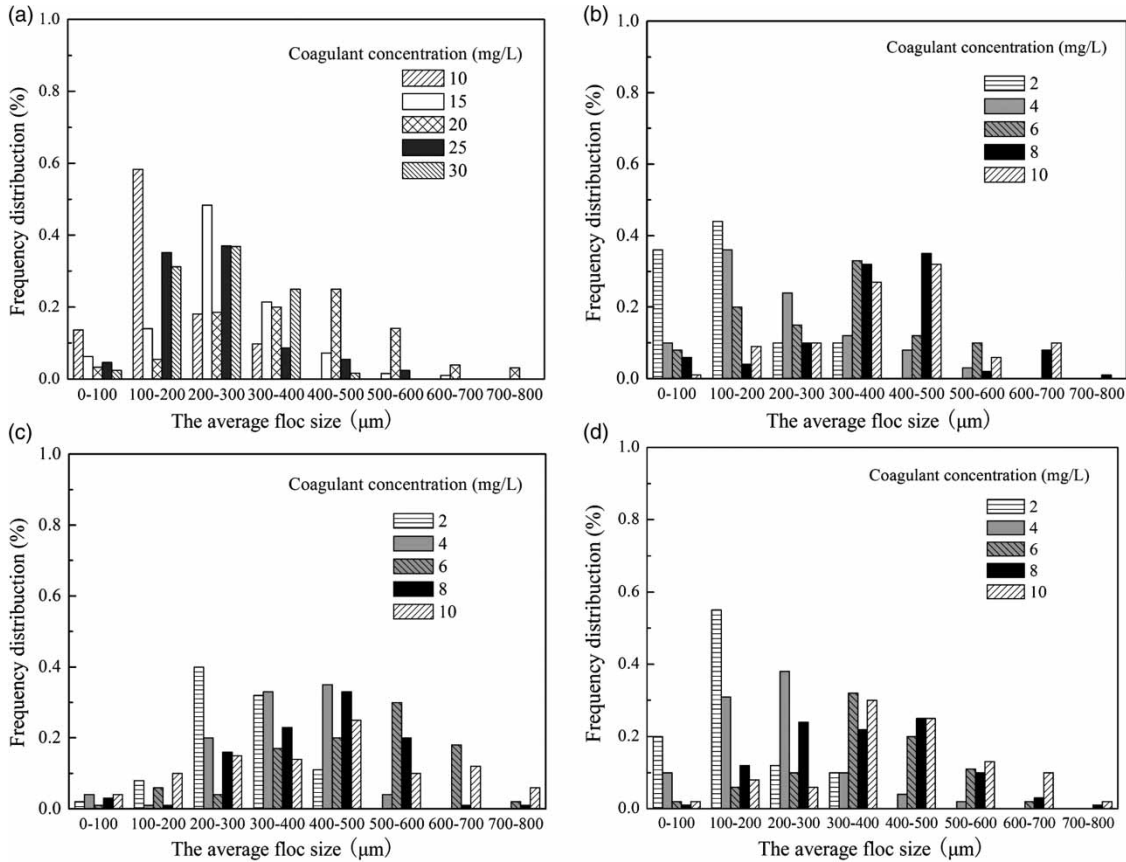 (a)
1.0
0.8
0.6
0.4
0.2
0.0
Frequency distribution (%)
Coagulant concentration (mg/L)
10
15
20
25
30
0-100 100-200 200-300 300-400 400-500 500-600 600-700 700-800
The average floc size (μm)
(b)
1.0
0.8
0.6
0.4
0.2
0.0
Frequency distribution (%)
Coagulant concentration (mg/L)
2
4
6
8
10
0-100 100-200 200-300 300-400 400-500 500-600 600-700 700-800
The average floc size (μm)
(c)
1.0
0.8
0.6
0.4
0.2
0.0
Frequency distribution (%)
Coagulant concentration (mg/L)
2
4
6
8
10
0-100 100-200 200-300 300-400 400-500 500-600 600-700 700-800
The average floc size (μm)
(d)
1.0
0.8
0.6
0.4
0.2
0.0
Frequency distribution (%)
Coagulant concentration (mg/L)
2
4
6
8
10
0-100 100-200 200-300 300-400 400-500 500-600 600-700 700-800
The average floc size (μm)